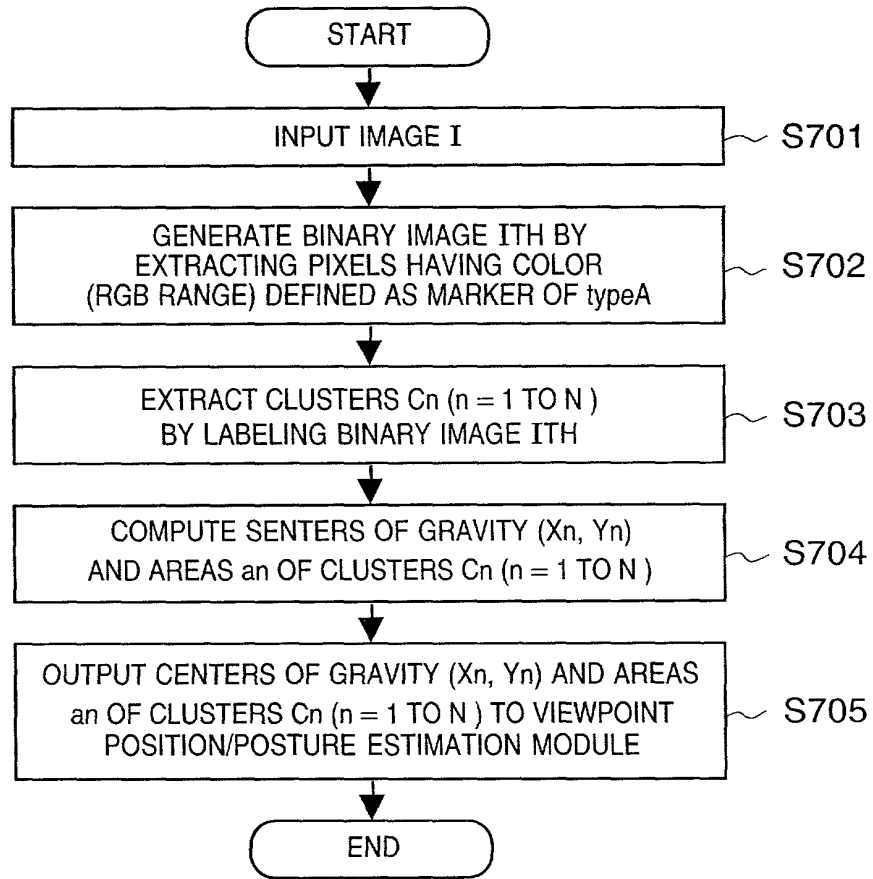 START
INPUT IMAGE I
S701
GENERATE BINARY IMAGE ITH BY
EXTRACTING PIXELS HAVING COLOR
(RGB RANGE) DEFINED AS MARKER OF typeA
S702
EXTRACT CLUSTERS Cn (n = 1 TO N )
BY LABELING BINARY IMAGE ITH
S703
COMPUTE SENTERS OF GRAVITY (Xn, Yn)
AND AREAS an OF CLUSTERS Cn (n = 1 TO N )
S704
OUTPUT CENTERS OF GRAVITY (Xn, Yn) AND AREAS
an OF CLUSTERS Cn (n = 1 TO N ) TO VIEWPOINT
POSITION/POSTURE ESTIMATION MODULE
S705
END